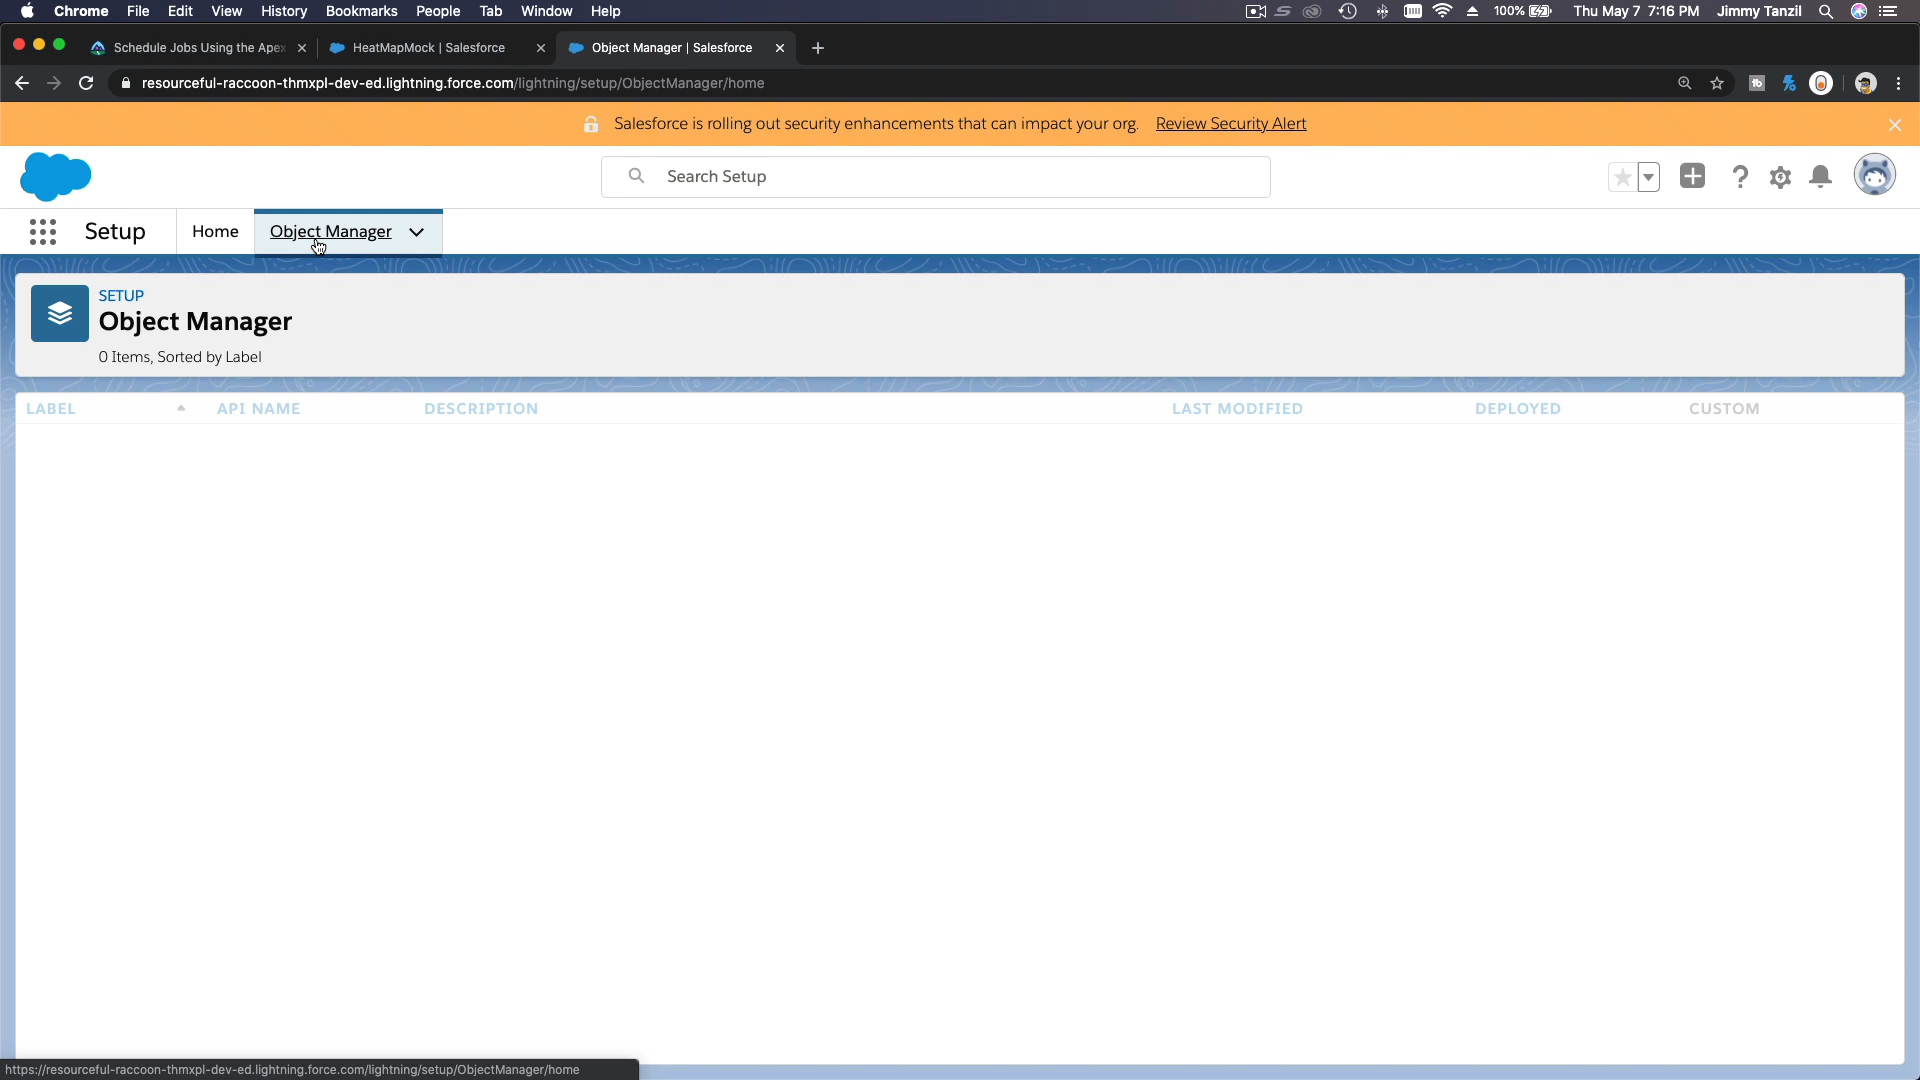 Chrome File Edit View History Bookmarks People Tab Window Help 100% Thu May 7 7:16 PM Jimmy Tanzil
Schedule Jobs Using the Apex HeatMapMock | Salesforce Object Manager | Salesforce
resourceful-raccoon-thmxpl-dev-ed.lightning.force.com/lightning/setup/ObjectManager/home
Salesforce is rolling out security enhancements that can impact your org. Review Security Alert
Search Setup
Setup Home Object Manager
SETUP
Object Manager
0 Items, Sorted by Label
LABEL API NAME DESCRIPTION LAST MODIFIED DEPLOYED CUSTOM
https://resourceful-raccoon-thmxpl-dev-ed.lightning.force.com/lightning/setup/ObjectManager/home